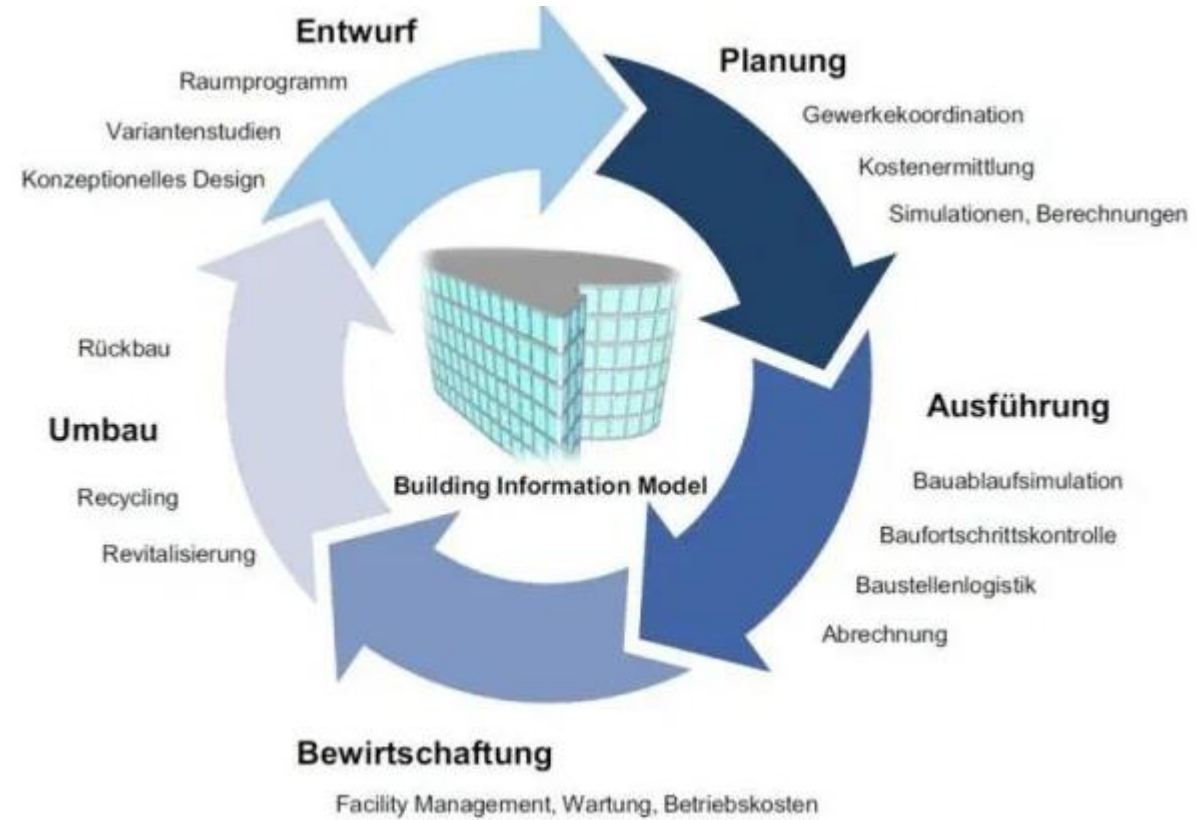 Entwurf
Raumprogramm
Variantenstudien
Konzeptionelles Design
Planung
Gewerkekoordination
Kostenermittlung
Simulationen, Berechnungen
Ausführung
Bauablaufsimulation
Baufortschrittskontrolle
Baustellenlogistik
Abrechnung
Bewirtschaftung
Facility Management, Wartung, Betriebskosten
Rückbau
Umbau
Recycling
Revitalisierung
Building Information Model